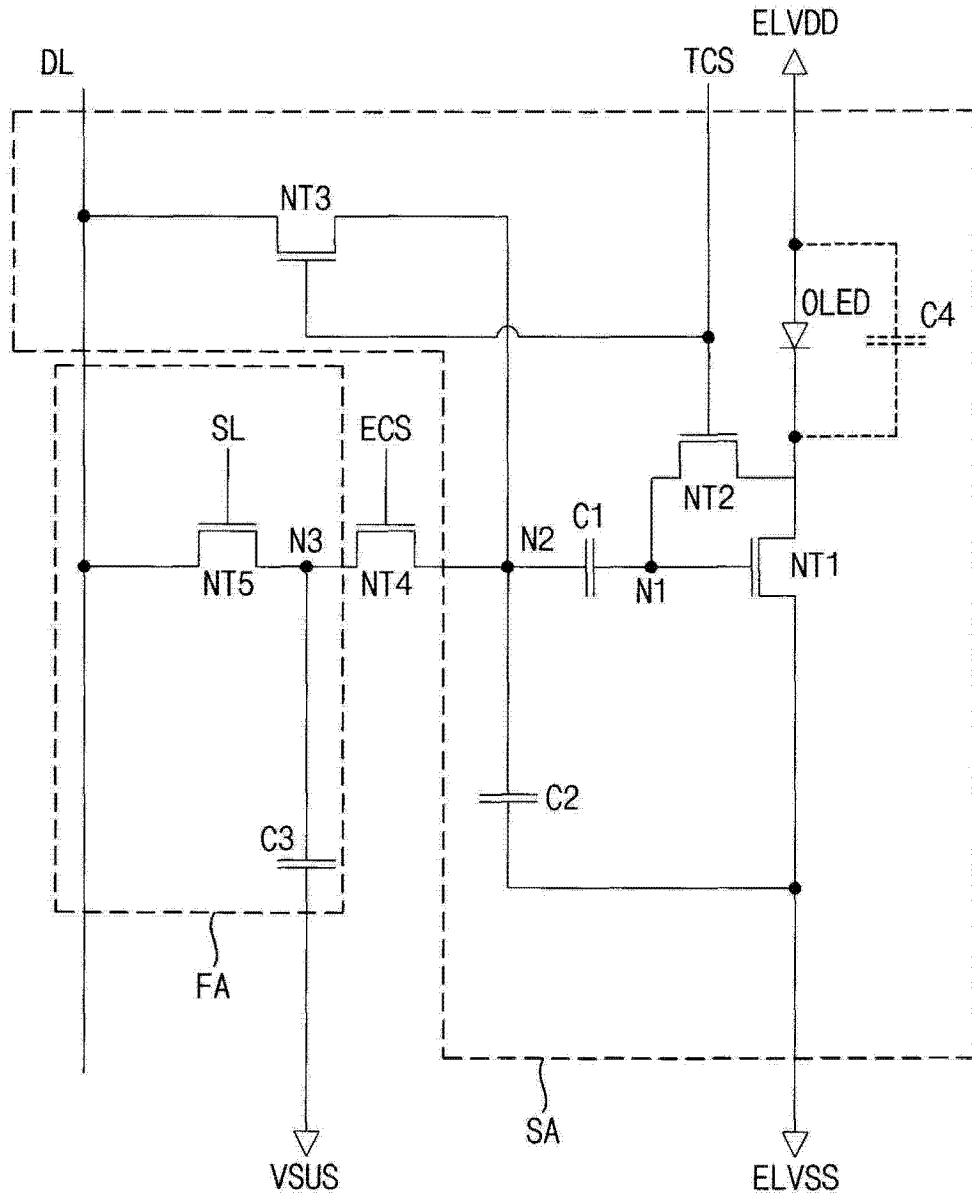 ELVDD
DL
TCS
NT3
OLED
C4
SL
ECS
NT2
C1
N3
N2
NT5
NT4
N1
NT1
C2
C3
FA
SA
VSUS
ELVSS